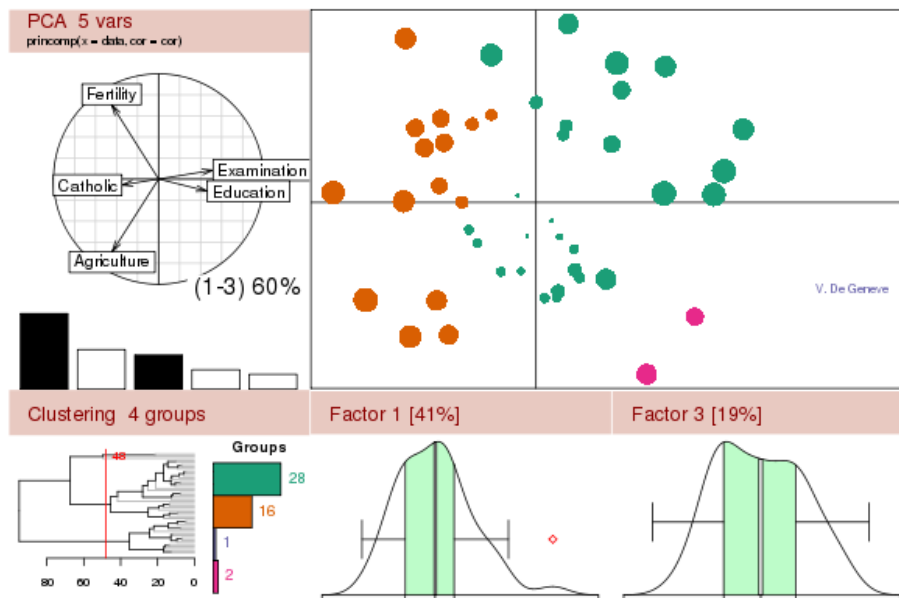 PCA 5 vars
princomp(x = data, cor = cor)
Fertility
Examination
Catholic
Education
Agriculture
(1-3) 60%
V. De Geneve
Clustering 4 groups
Factor 1 [41%]
Factor 3 [19%]
48
Groups
28
16
1
2
80 60 40 20 0